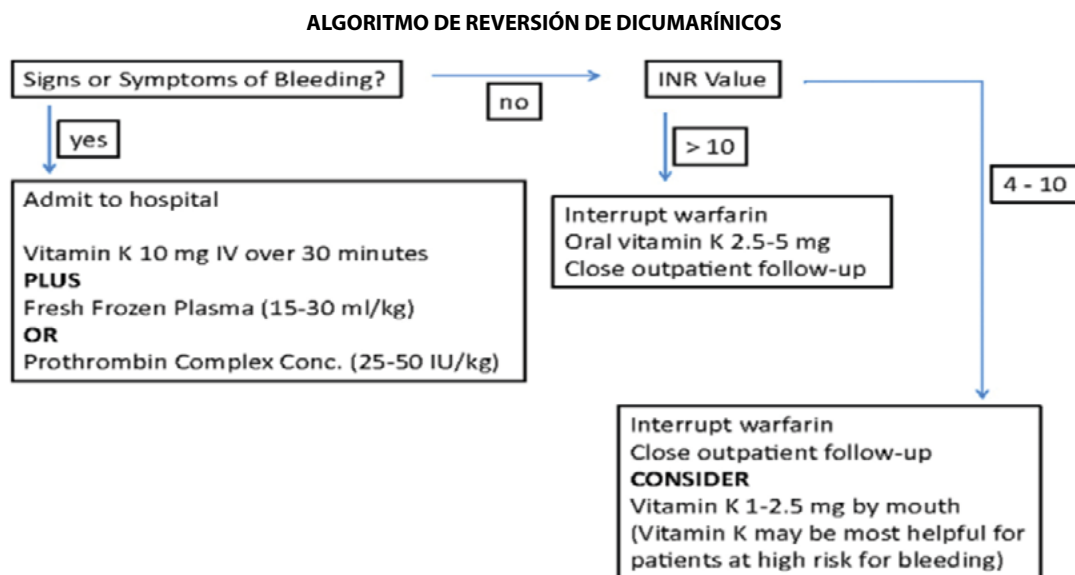 ALGORITMO DE REVERSIÓN DE DICUMARÍNICOS
Signs or Symptoms of Bleeding?
no
INR Value
yes
> 10
4 - 10
Admit to hospital
Vitamin K 10 mg IV over 30 minutes
PLUS
Fresh Frozen Plasma (15-30 ml/kg)
OR
Prothrombin Complex Conc. (25-50 IU/kg)
Interrupt warfarin
Oral vitamin K 2.5-5 mg
Close outpatient follow-up
Interrupt warfarin
Close outpatient follow-up
CONSIDER
Vitamin K 1-2.5 mg by mouth
(Vitamin K may be most helpful for
patients at high risk for bleeding)